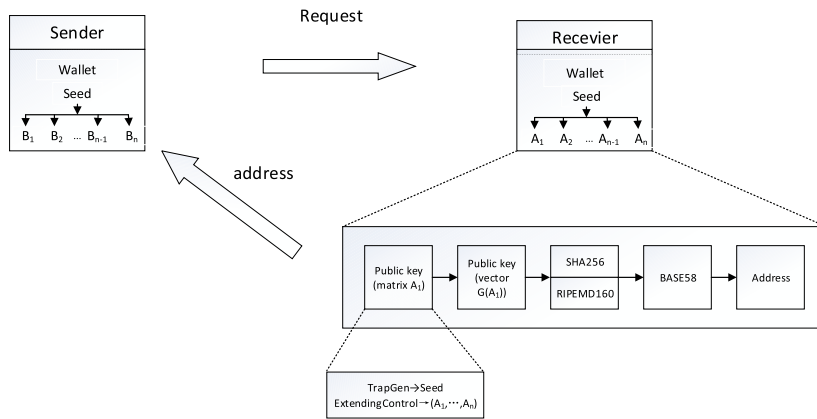 Request
Sender
Wallet
Seed
B1 B2 ... Bn-1 Bn
Recevier
Wallet
Seed
A1 A2 ... An-1 An
address
Public key
(matrix A1)
Public key
(vector
G(A1))
SHA256
RIPEMD160
BASE58
Address
TrapGen→Seed
ExtendingControl→(A1,⋯,An)